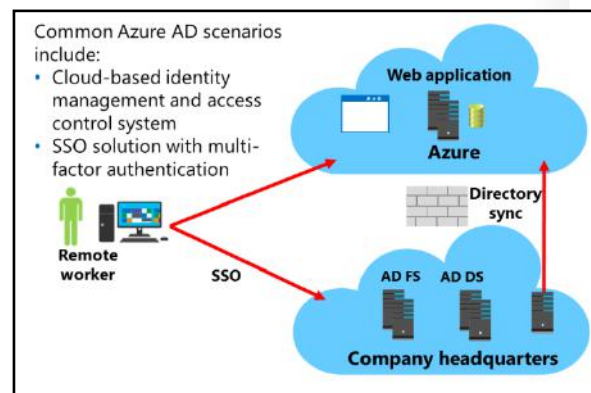 Common Azure AD scenarios
include:
• Cloud-based identity
management and access
control system
• SSO solution with multi-
factor authentication
Web application
Azure
Directory
sync
Remote
worker
SSO
AD FS AD DS
Company headquarters